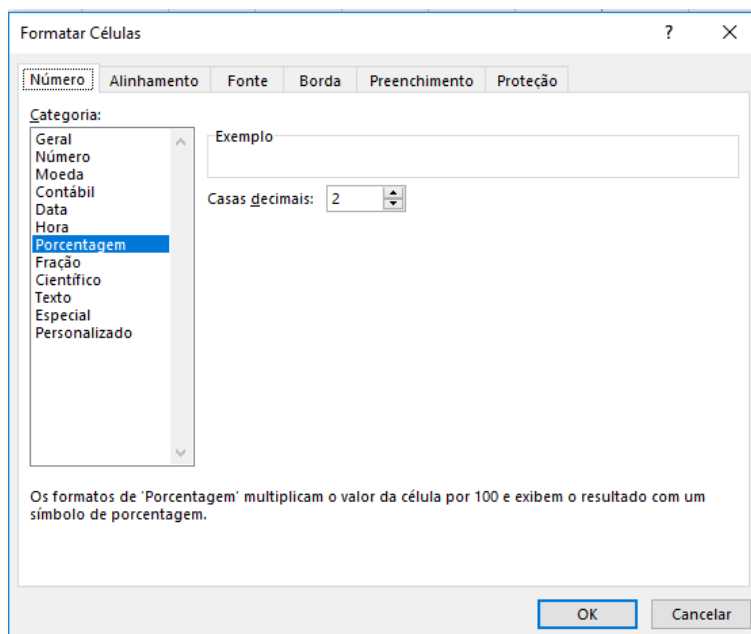 Formatar Células ? X
Número Alinhamento Fonte Borda Preenchimento Proteção
Categoria:
Geral
Número
Moeda
Contábil
Data
Hora
Porcentagem
Fração
Científico
Texto
Especial
Personalizado
Exemplo
Casas decimais: 2
Os formatos de 'Porcentagem' multiplicam o valor da célula por 100 e exibem o resultado com um
símbolo de porcentagem.
OK Cancelar